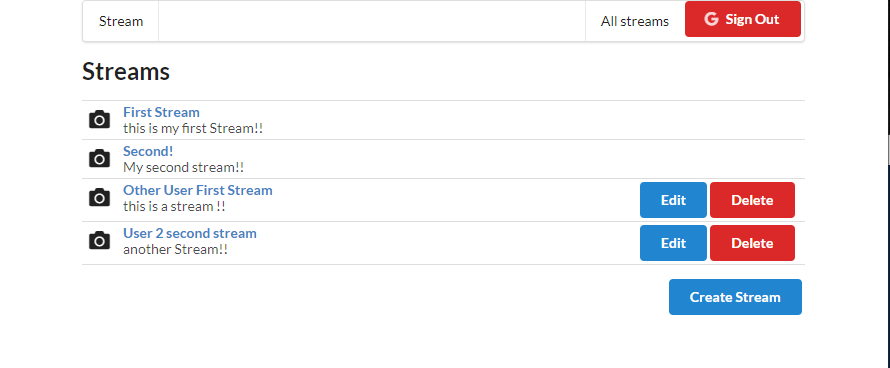 Stream
All streams
Sign Out
Streams
First Stream
this is my first Stream!!
Second!
My second stream!!
Other User First Stream
this is a stream !!
Edit
Delete
User 2 second stream
another Stream!!
Edit
Delete
Create Stream